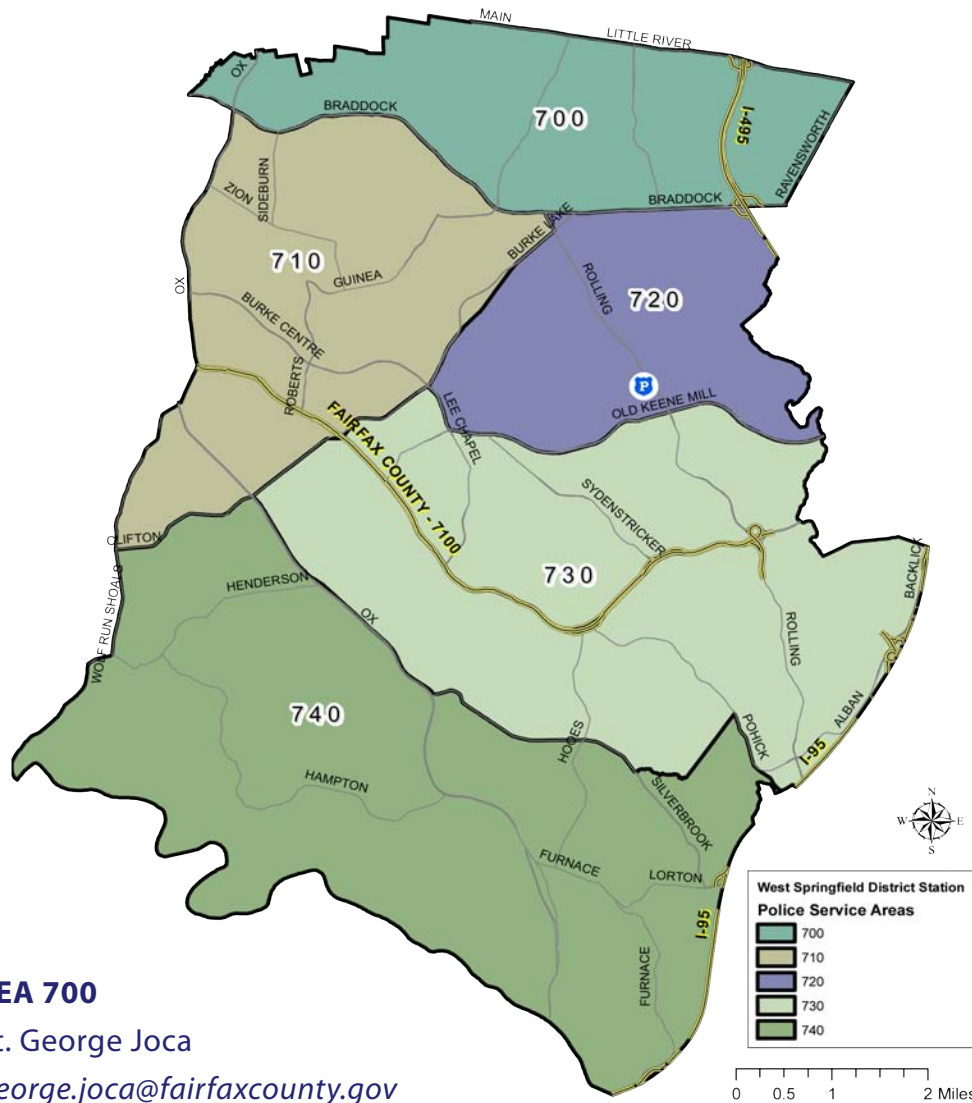 MAIN
LITTLE RIVER
OX
BRADDOCK
700
I-495
RAVENSWORTH
ZION
SIDEBURN
BRADDOCK
BURKE LAKE
710
GUINEA
OX
ROLLING
720
BURKE CENTRE
ROBERTS
P
OLD KEENE MILL
LEE CHAPEL
FAIRFAX COUNTY - 7100
SYDENSTRICKER
CLIFTON
730
BACKLICK
HENDERSON
WOLF RUN SHOALS
OX
ROLLING
740
HOOES
POHICK
ALBAN
I-95
HAMPTON
SILVERBROOK
N
W E
S
FURNACE
LORTON
I-95
FURNACE
West Springfield District Station
Police Service Areas
700
710
720
730
740
EA 700
t. George Joca
eorge.joca@fairfaxcounty.gov
0 0.5 1 2 Miles